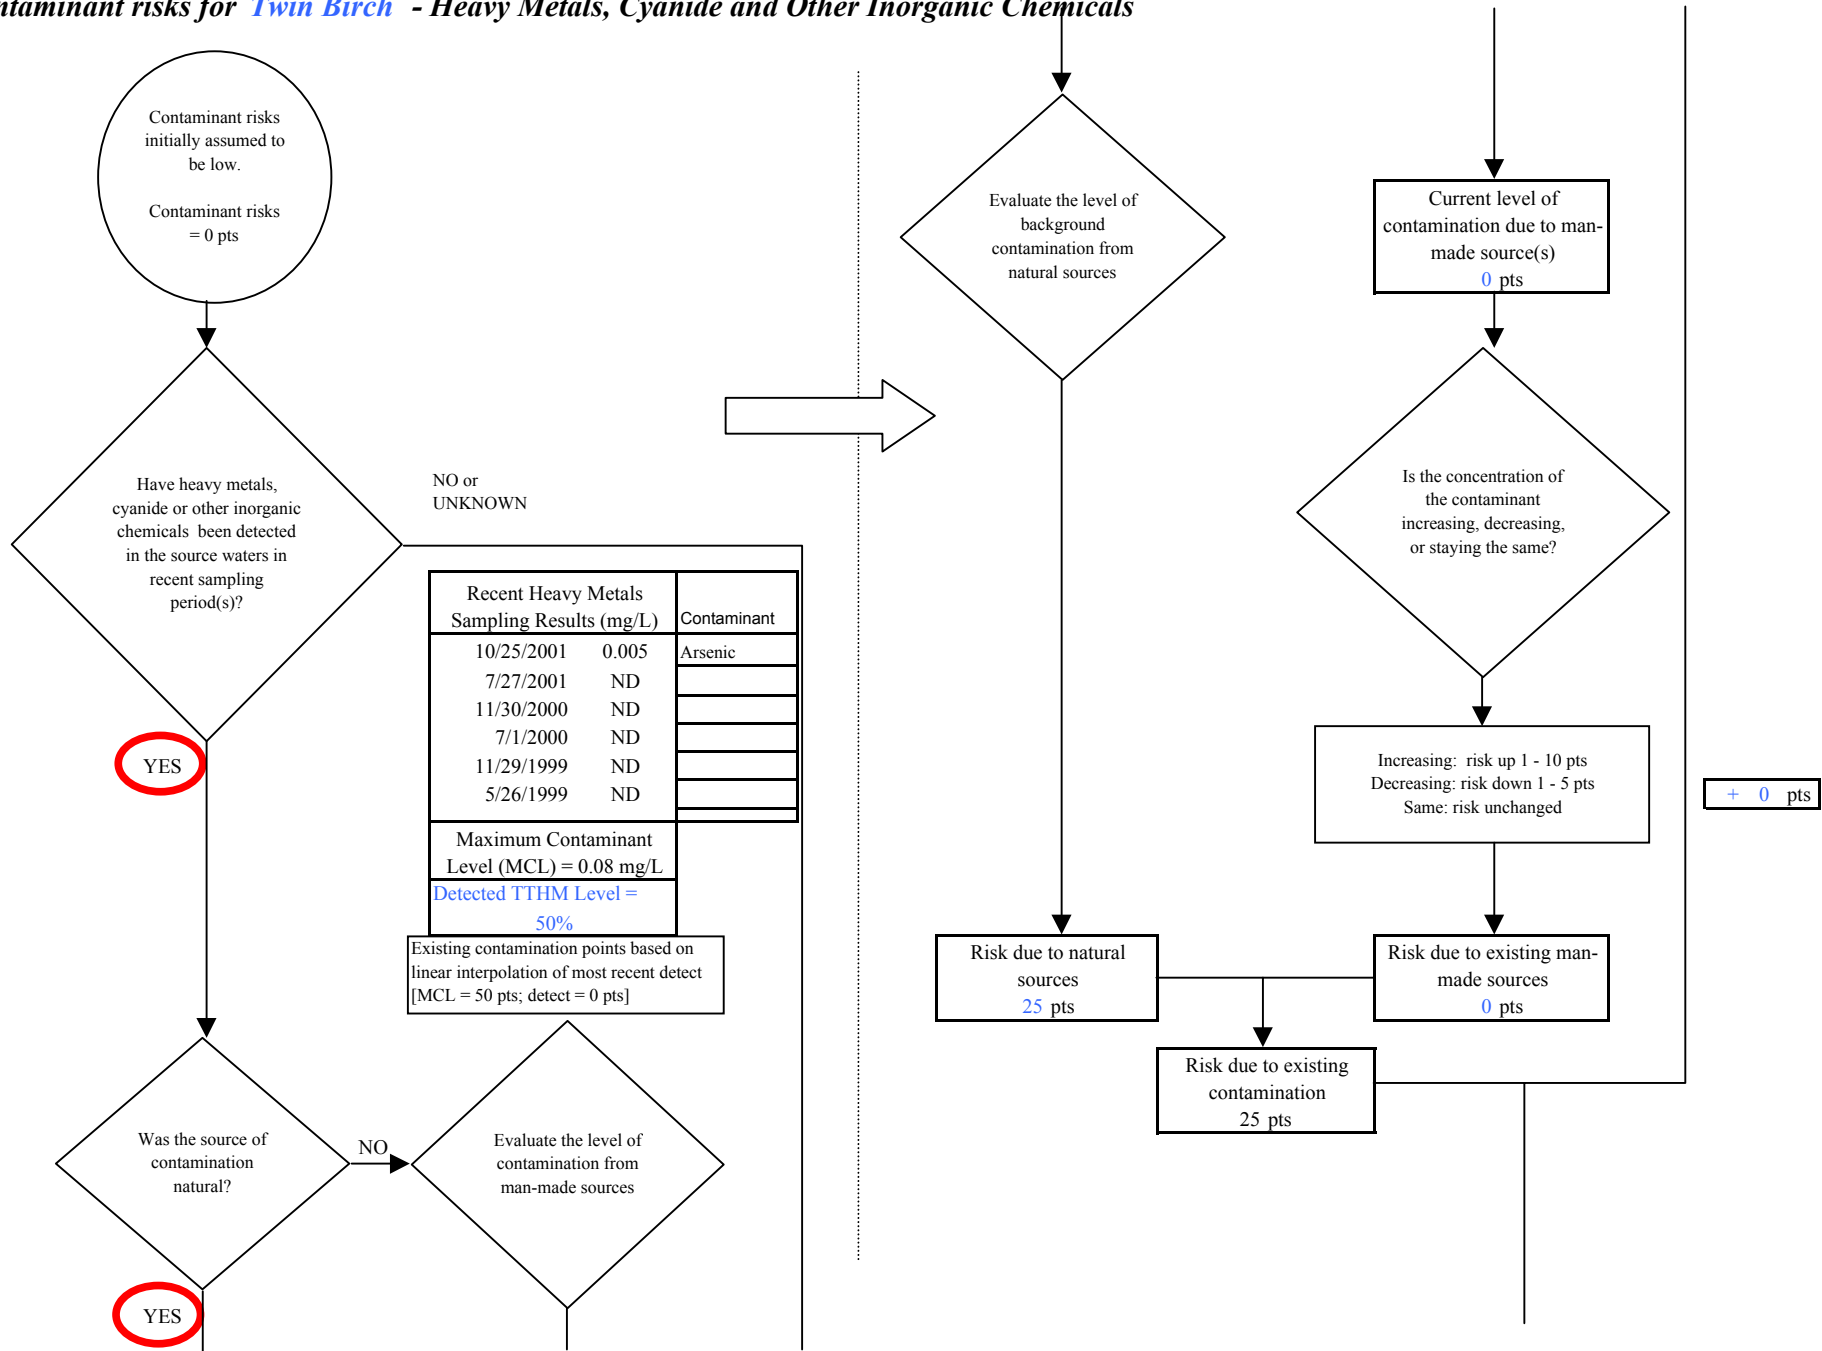 ntaminant risks for Twin Birch - Heavy Metals, Cyanide and Other Inorganic Chemicals
Contaminant risks
initially assumed to
be low.
Contaminant risks
= 0 pts
Have heavy metals,
cyanide or other inorganic
chemicals been detected
in the source waters in
recent sampling
period(s)?
NO or
UNKNOWN
YES
Recent Heavy Metals
Sampling Results (mg/L)
Contaminant
10/25/2001 0.005 Arsenic
7/27/2001 ND
11/30/2000 ND
7/1/2000 ND
11/29/1999 ND
5/26/1999 ND
Maximum Contaminant
Level (MCL) = 0.08 mg/L
Detected TTHM Level =
50%
Existing contamination points based on
linear interpolation of most recent detect
[MCL = 50 pts; detect = 0 pts]
Was the source of
contamination
natural?
NO
Evaluate the level of
contamination from
man-made sources
YES
Evaluate the level of
background
contamination from
natural sources
Current level of
contamination due to man-
made source(s)
0 pts
Is the concentration of
the contaminant
increasing, decreasing,
or staying the same?
Increasing: risk up 1 - 10 pts
Decreasing: risk down 1 - 5 pts
Same: risk unchanged
+ 0 pts
Risk due to natural
sources
25 pts
Risk due to existing man-
made sources
0 pts
Risk due to existing
contamination
25 pts